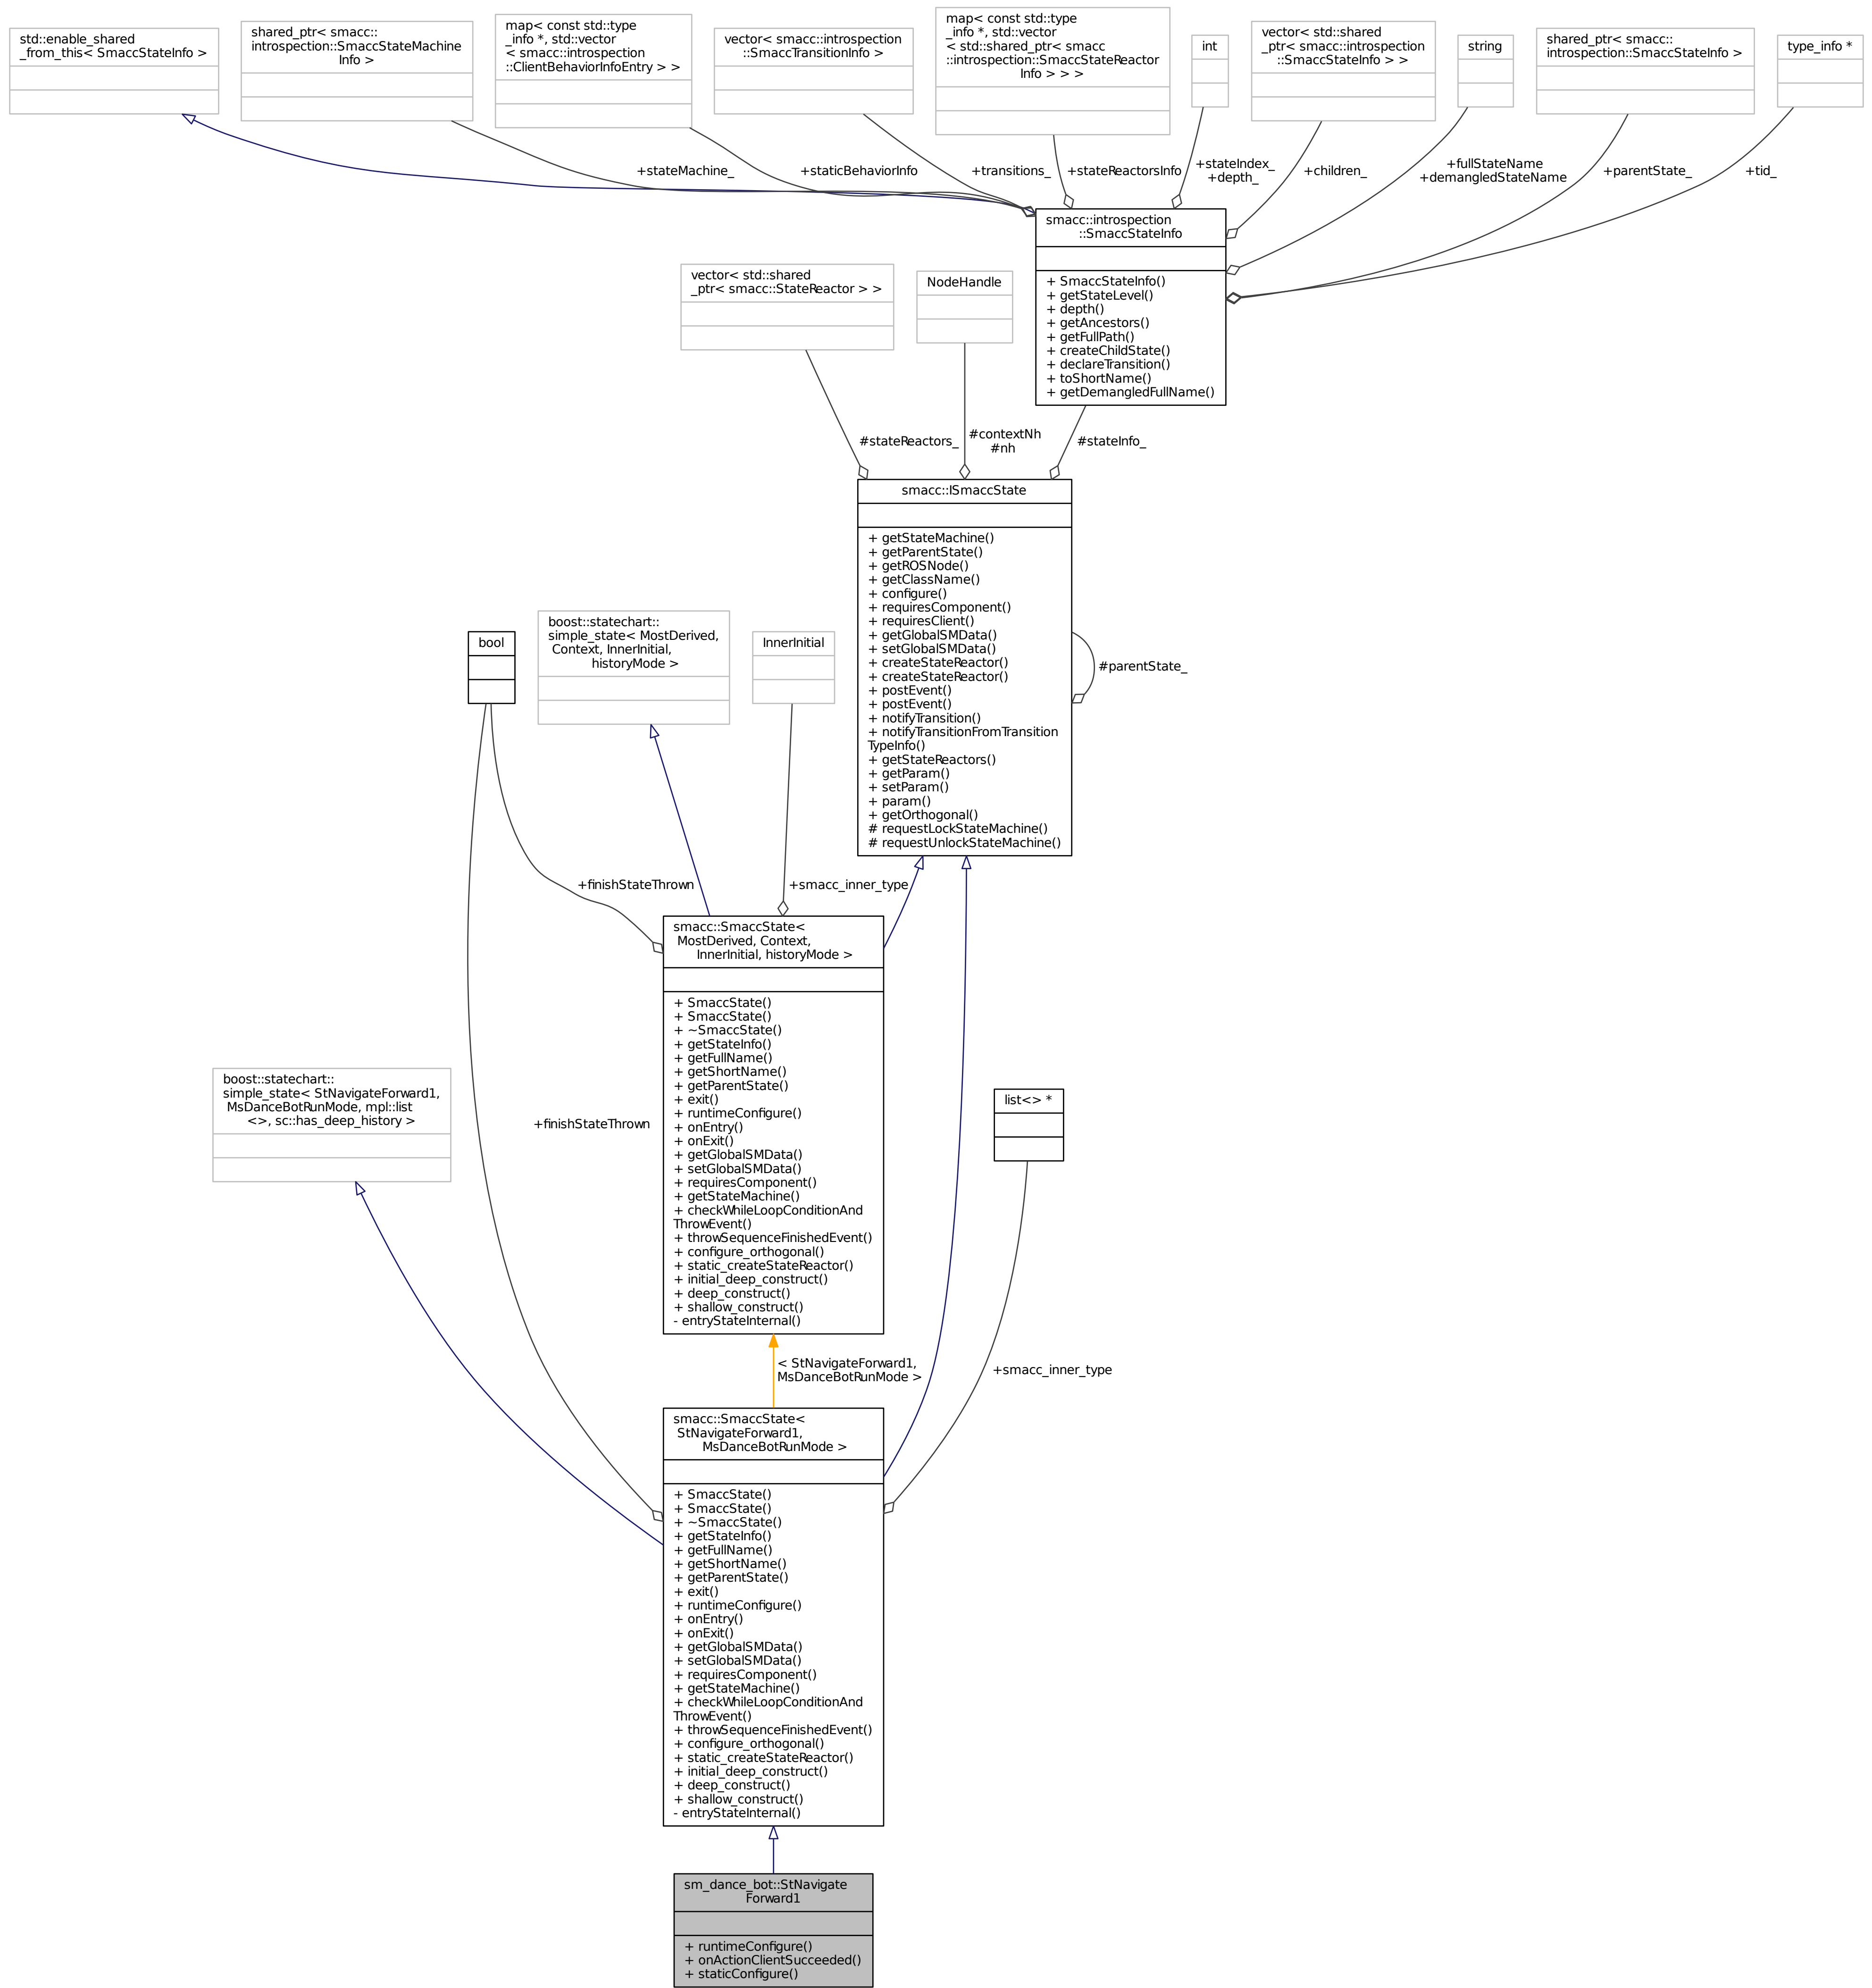 std::enable_shared
_from_this< SmaccStateInfo >
shared_ptr< smacc::
introspection::SmaccStateMachine
Info >
map< const std::type
_info *, std::vector
< smacc::introspection
::ClientBehaviorInfoEntry > >
vector< smacc::introspection
::SmaccTransitionInfo >
map< const std::type
_info *, std::vector
< std::shared_ptr< smacc
::introspection::SmaccStateReactor
Info > > >
int
vector< std::shared
_ptr< smacc::introspection
::SmaccStateInfo > >
string
shared_ptr< smacc::
introspection::SmaccStateInfo >
type_info *
+stateMachine_
+staticBehaviorInfo
+transitions_
+stateReactorsInfo
+stateIndex_
+depth_
+children_
+fullStateName
+demangledStateName
+parentState_
+tid_
smacc::introspection
::SmaccStateInfo
+ SmaccStateInfo()
+ getStateLevel()
+ depth()
+ getAncestors()
+ getFullPath()
+ createChildState()
+ declareTransition()
+ toShortName()
+ getDemangledFullName()
vector< std::shared
_ptr< smacc::StateReactor > >
NodeHandle
#stateReactors_
#contextNh
#nh
#stateInfo_
smacc::ISmaccState
+ getStateMachine()
+ getParentState()
+ getROSNode()
+ getClassName()
+ configure()
+ requiresComponent()
+ requiresClient()
+ getGlobalSMData()
+ setGlobalSMData()
+ createStateReactor()
+ createStateReactor()
+ postEvent()
+ postEvent()
+ notifyTransition()
+ notifyTransitionFromTransition
TypeInfo()
+ getStateReactors()
+ getParam()
+ setParam()
+ param()
+ getOrthogonal()
# requestLockStateMachine()
# requestUnlockStateMachine()
#parentState_
bool
boost::statechart::
simple_state< MostDerived,
Context, InnerInitial,
historyMode >
InnerInitial
+finishStateThrown
+smacc_inner_type
smacc::SmaccState<
MostDerived, Context,
InnerInitial, historyMode >
+ SmaccState()
+ SmaccState()
+ ~SmaccState()
+ getStateInfo()
+ getFullName()
+ getShortName()
+ getParentState()
+ exit()
+ runtimeConfigure()
+ onEntry()
+ onExit()
+ getGlobalSMData()
+ setGlobalSMData()
+ requiresComponent()
+ getStateMachine()
+ checkWhileLoopConditionAnd
ThrowEvent()
+ throwSequenceFinishedEvent()
+ configure_orthogonal()
+ static_createStateReactor()
+ initial_deep_construct()
+ deep_construct()
+ shallow_construct()
- entryStateInternal()
boost::statechart::
simple_state< StNavigateForward1,
MsDanceBotRunMode, mpl::list
<>, sc::has_deep_history >
+finishStateThrown
list<> *
< StNavigateForward1,
MsDanceBotRunMode >
+smacc_inner_type
smacc::SmaccState<
StNavigateForward1,
MsDanceBotRunMode >
+ SmaccState()
+ SmaccState()
+ ~SmaccState()
+ getStateInfo()
+ getFullName()
+ getShortName()
+ getParentState()
+ exit()
+ runtimeConfigure()
+ onEntry()
+ onExit()
+ getGlobalSMData()
+ setGlobalSMData()
+ requiresComponent()
+ getStateMachine()
+ checkWhileLoopConditionAnd
ThrowEvent()
+ throwSequenceFinishedEvent()
+ configure_orthogonal()
+ static_createStateReactor()
+ initial_deep_construct()
+ deep_construct()
+ shallow_construct()
- entryStateInternal()
sm_dance_bot::StNavigate
Forward1
+ runtimeConfigure()
+ onActionClientSucceeded()
+ staticConfigure()